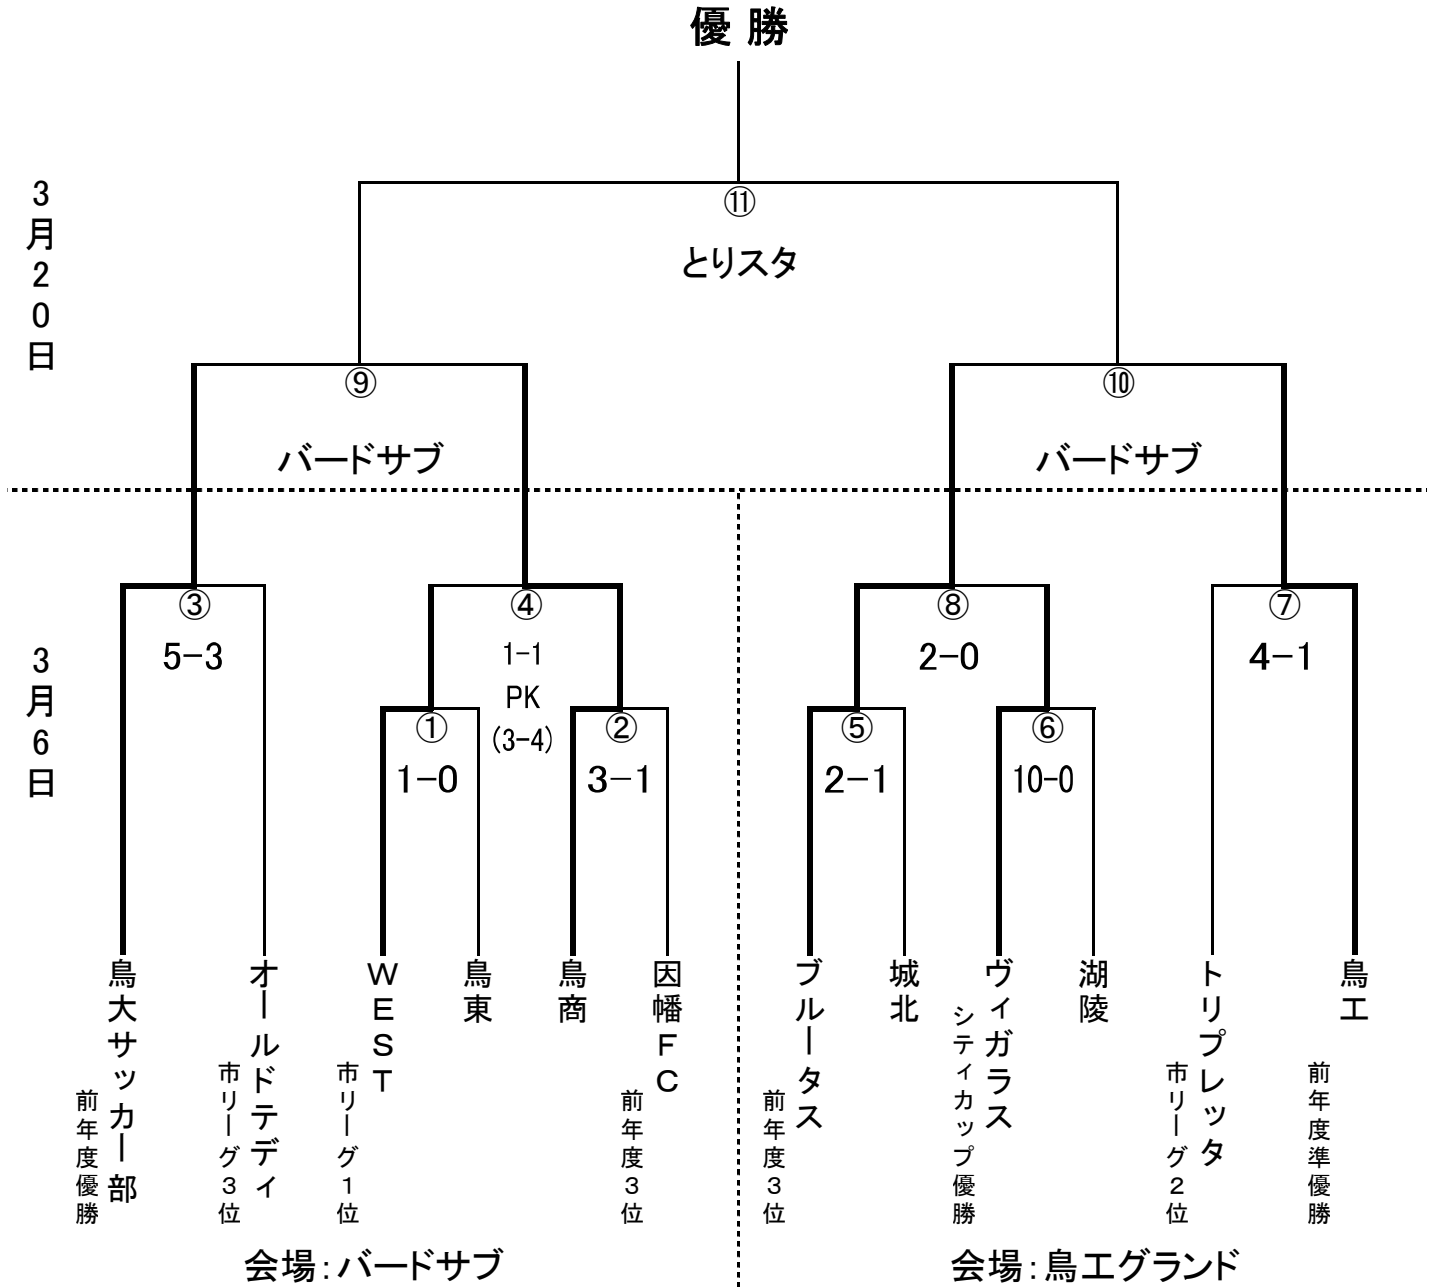 優勝
⑪
とりスタ
3月20日
⑨
⑩
バードサブ
バードサブ
3月6日
③
5-3
④
1-1
PK
(3-4)
①
1-0
②
3-1
⑧
2-0
⑦
4-1
⑤
2-1
⑥
10-0
鳥大サッカー部
前年度優勝
オールドテディ
市リーグ3位
WEST
市リーグ1位
鳥東
鳥商
因幡FC
前年度3位
ブルータス
前年度3位
城北
ヴィガラス
シティカップ優勝
湖陵
トリプレッタ
市リーグ2位
鳥工
前年度準優勝
会場:バードサブ
会場:鳥工グランド